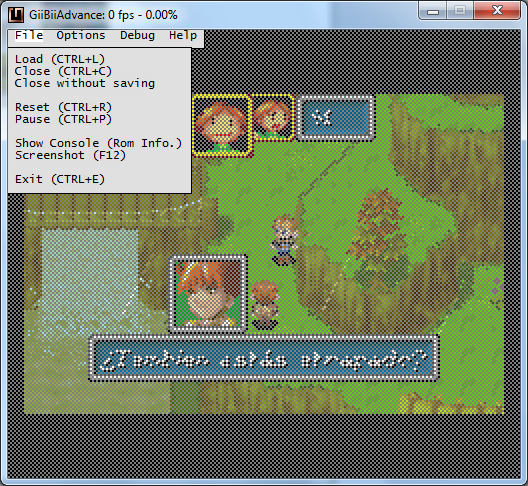 GiiBiiAdvance: 0 fps - 0.00%
File Options Debug Help
Load (CTRL+L)
Close (CTRL+C)
Close without saving
Reset (CTRL+R)
Pause (CTRL+P)
Show Console (Rom Info.)
Screenshot (F12)
Exit (CTRL+E)
¿También estás atrapado?